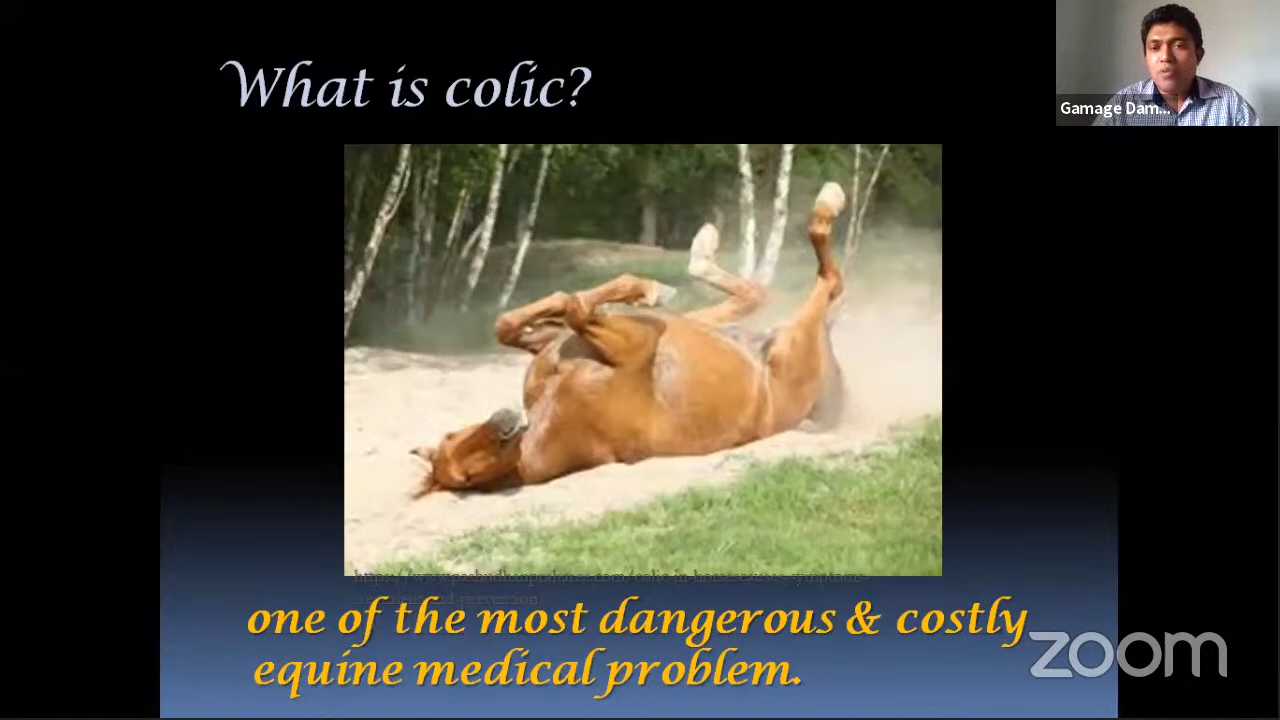 What is colic?
Gamage Dam...
one of the most dangerous & costly
equine medical problem.
zoom